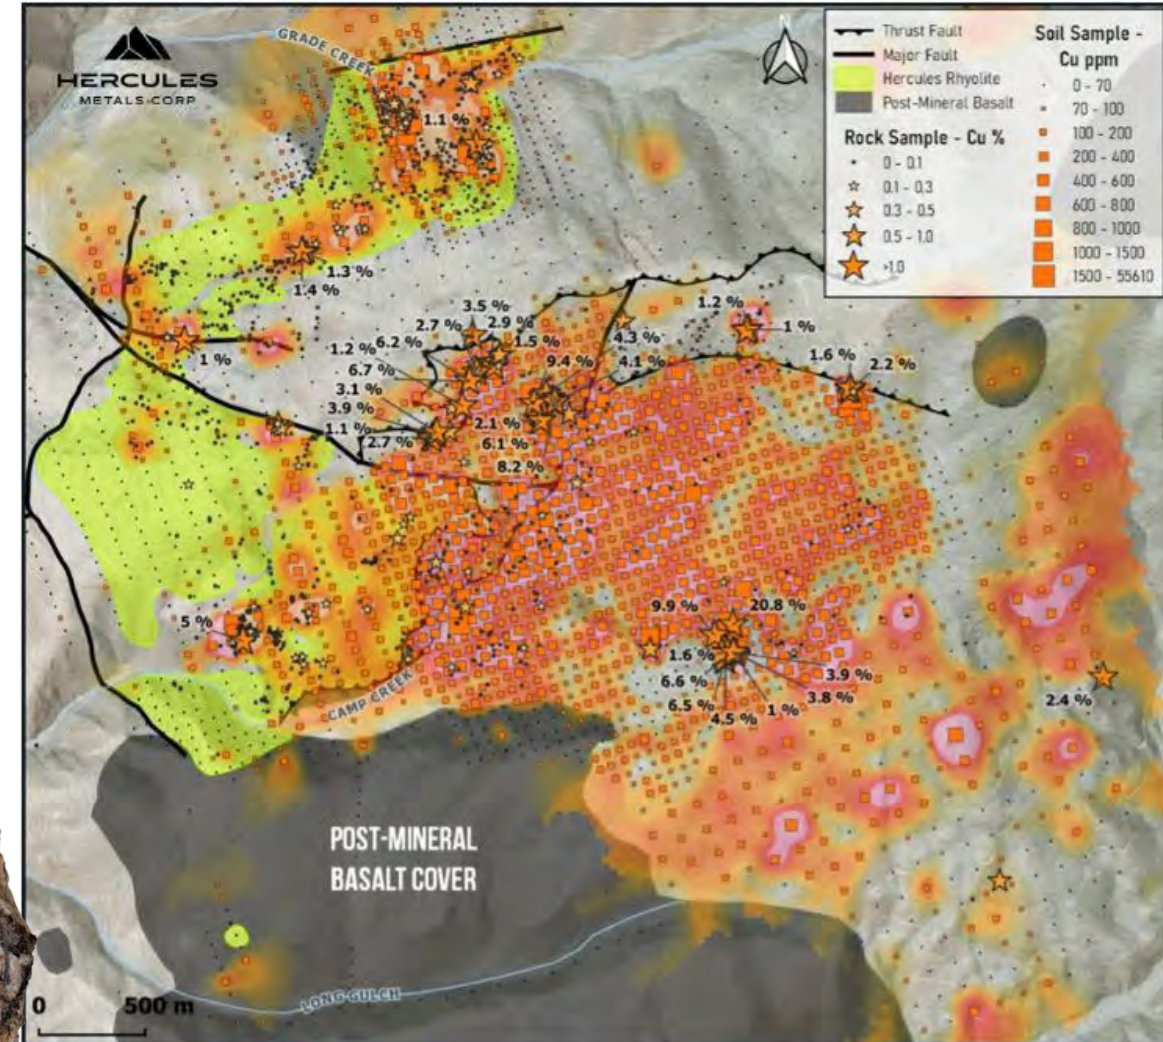 HERCULES
METALS CORP
GRADE CREEK
N
Thrust Fault
Major Fault
Hercules Rhyolite
Post-Mineral Basalt
Rock Sample - Cu %
0 - 0.1
0.1 - 0.3
0.3 - 0.5
0.5 - 1.0
>1.0
Soil Sample -
Cu ppm
0 - 70
70 - 100
100 - 200
200 - 400
400 - 600
600 - 800
800 - 1000
1000 - 1500
1500 - 55610
1.1 %
1.3 %
1.4 %
1 %
3.5 %
2.7 %
2.9 %
1.5 %
6.2 %
1.2 %
6.7 %
3.1 %
3.9 %
1.1 %
2.7 %
9.4 %
2.1 %
6.1 %
8.2 %
4.3 %
4.1 %
1.2 %
1 %
1.6 %
2.2 %
5 %
CAMP CREEK
9.9 %
20.8 %
1.6 %
6.6 %
6.5 %
4.5 %
1 %
3.8 %
3.9 %
2.4 %
POST-MINERAL
BASALT COVER
LONG GULCH
0 500 m